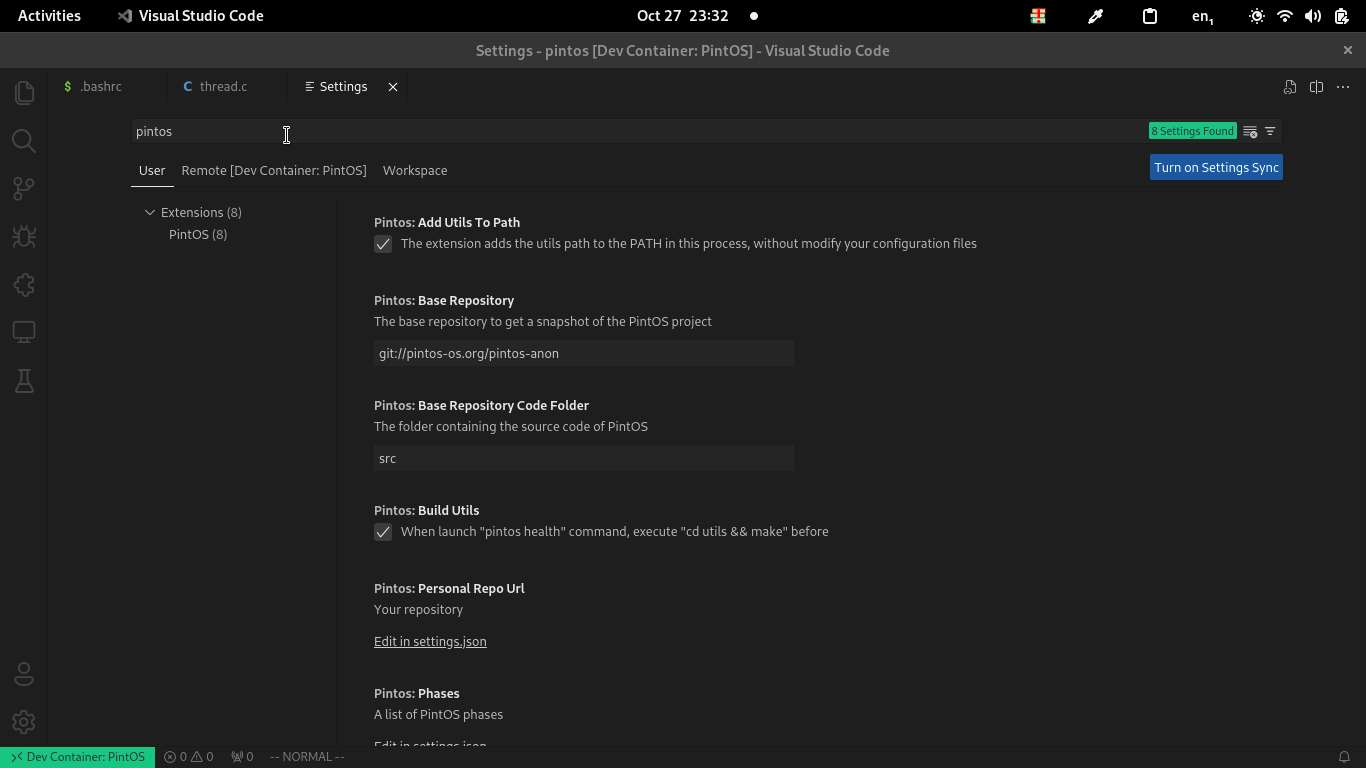 Activities Visual Studio Code Oct 27 23:32 en1
Settings - pintos [Dev Container: PintOS] - Visual Studio Code
$ .bashrc C thread.c Settings
pintos 8 Settings Found
User Remote [Dev Container: PintOS] Workspace Turn on Settings Sync
Extensions (8)
PintOS (8)
Pintos: Add Utils To Path
The extension adds the utils path to the PATH in this process, without modify your configuration files
Pintos: Base Repository
The base repository to get a snapshot of the PintOS project
git://pintos-os.org/pintos-anon
Pintos: Base Repository Code Folder
The folder containing the source code of PintOS
src
Pintos: Build Utils
When launch "pintos health" command, execute "cd utils && make" before
Pintos: Personal Repo Url
Your repository
Edit in settings.json
Pintos: Phases
A list of PintOS phases
Edit in settings.json
Dev Container: PintOS 0 0 0 -- NORMAL --